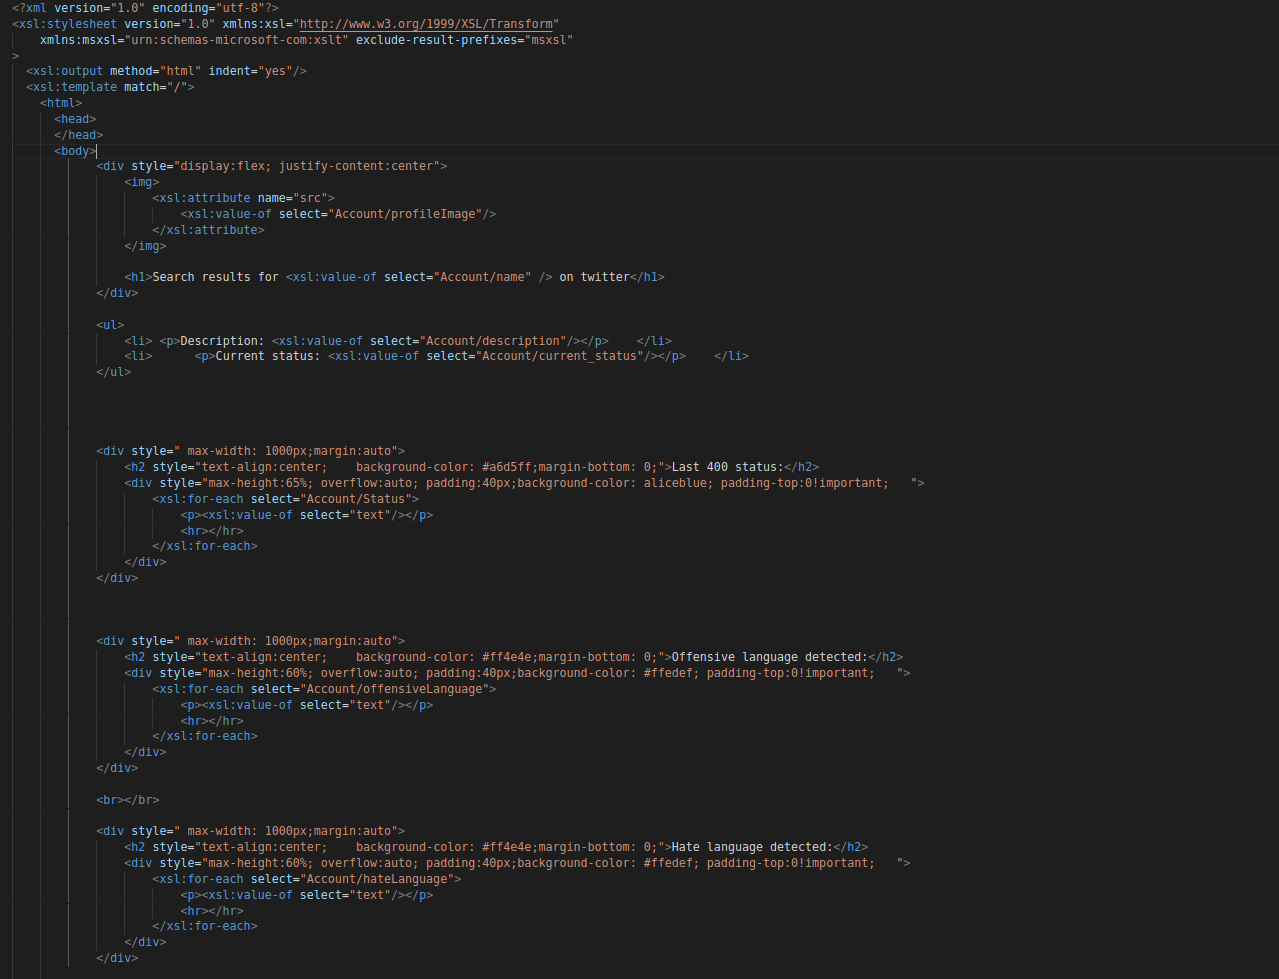 <?xml version="1.0" encoding="utf-8"?>
<xsl:stylesheet version="1.0" xmlns:xsl="http://www.w3.org/1999/XSL/Transform"
    xmlns:msxsl="urn:schemas-microsoft-com:xslt" exclude-result-prefixes="msxsl"
>
  <xsl:output method="html" indent="yes"/>
  <xsl:template match="/">
    <html>
      <head>
      </head>
      <body>
            <div style="display:flex; justify-content:center">
                <img>
                    <xsl:attribute name="src">
                        <xsl:value-of select="Account/profileImage"/>
                    </xsl:attribute>
                </img>

                <h1>Search results for <xsl:value-of select="Account/name" /> on twitter</h1>
            </div>

            <ul>
                <li> <p>Description: <xsl:value-of select="Account/description"/></p>    </li>
                <li>      <p>Current status: <xsl:value-of select="Account/current_status"/></p>    </li>
            </ul>

            <div style=" max-width: 1000px;margin:auto">
                <h2 style="text-align:center;    background-color: #a6d5ff;margin-bottom: 0;">Last 400 status:</h2>
                <div style="max-height:65%; overflow:auto; padding:40px;background-color: aliceblue; padding-top:0!important;   ">
                    <xsl:for-each select="Account/Status">
                        <p><xsl:value-of select="text"/></p>
                        <hr></hr>
                    </xsl:for-each>
                </div>
            </div>

            <div style=" max-width: 1000px;margin:auto">
                <h2 style="text-align:center;    background-color: #ff4e4e;margin-bottom: 0;">Offensive language detected:</h2>
                <div style="max-height:60%; overflow:auto; padding:40px;background-color: #ffedef; padding-top:0!important;   ">
                    <xsl:for-each select="Account/offensiveLanguage">
                        <p><xsl:value-of select="text"/></p>
                        <hr></hr>
                    </xsl:for-each>
                </div>
            </div>

            <br></br>

            <div style=" max-width: 1000px;margin:auto">
                <h2 style="text-align:center;    background-color: #ff4e4e;margin-bottom: 0;">Hate language detected:</h2>
                <div style="max-height:60%; overflow:auto; padding:40px;background-color: #ffedef; padding-top:0!important;   ">
                    <xsl:for-each select="Account/hateLanguage">
                        <p><xsl:value-of select="text"/></p>
                        <hr></hr>
                    </xsl:for-each>
                </div>
            </div>